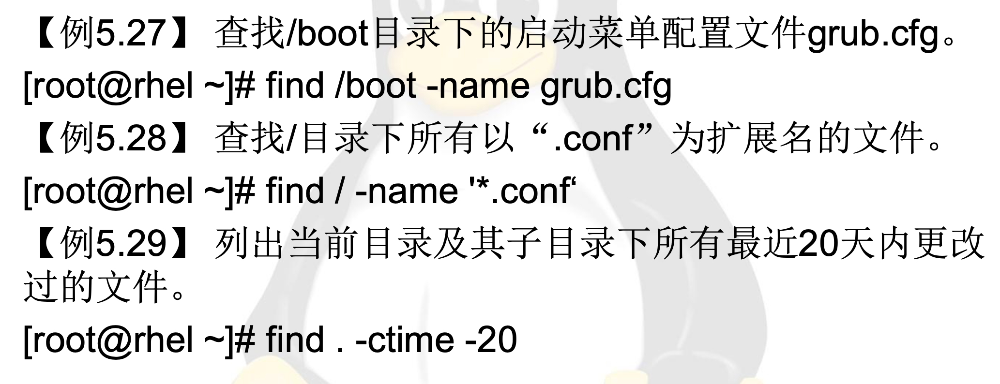 【例5.27】 查找/boot目录下的启动菜单配置文件grub.cfg。
[root@rhel ~]# find /boot -name grub.cfg
【例5.28】 查找/目录下所有以“.conf”为扩展名的文件。
[root@rhel ~]# find / -name '*.conf‘
【例5.29】 列出当前目录及其子目录下所有最近20天内更改
过的文件。
[root@rhel ~]# find . -ctime -20